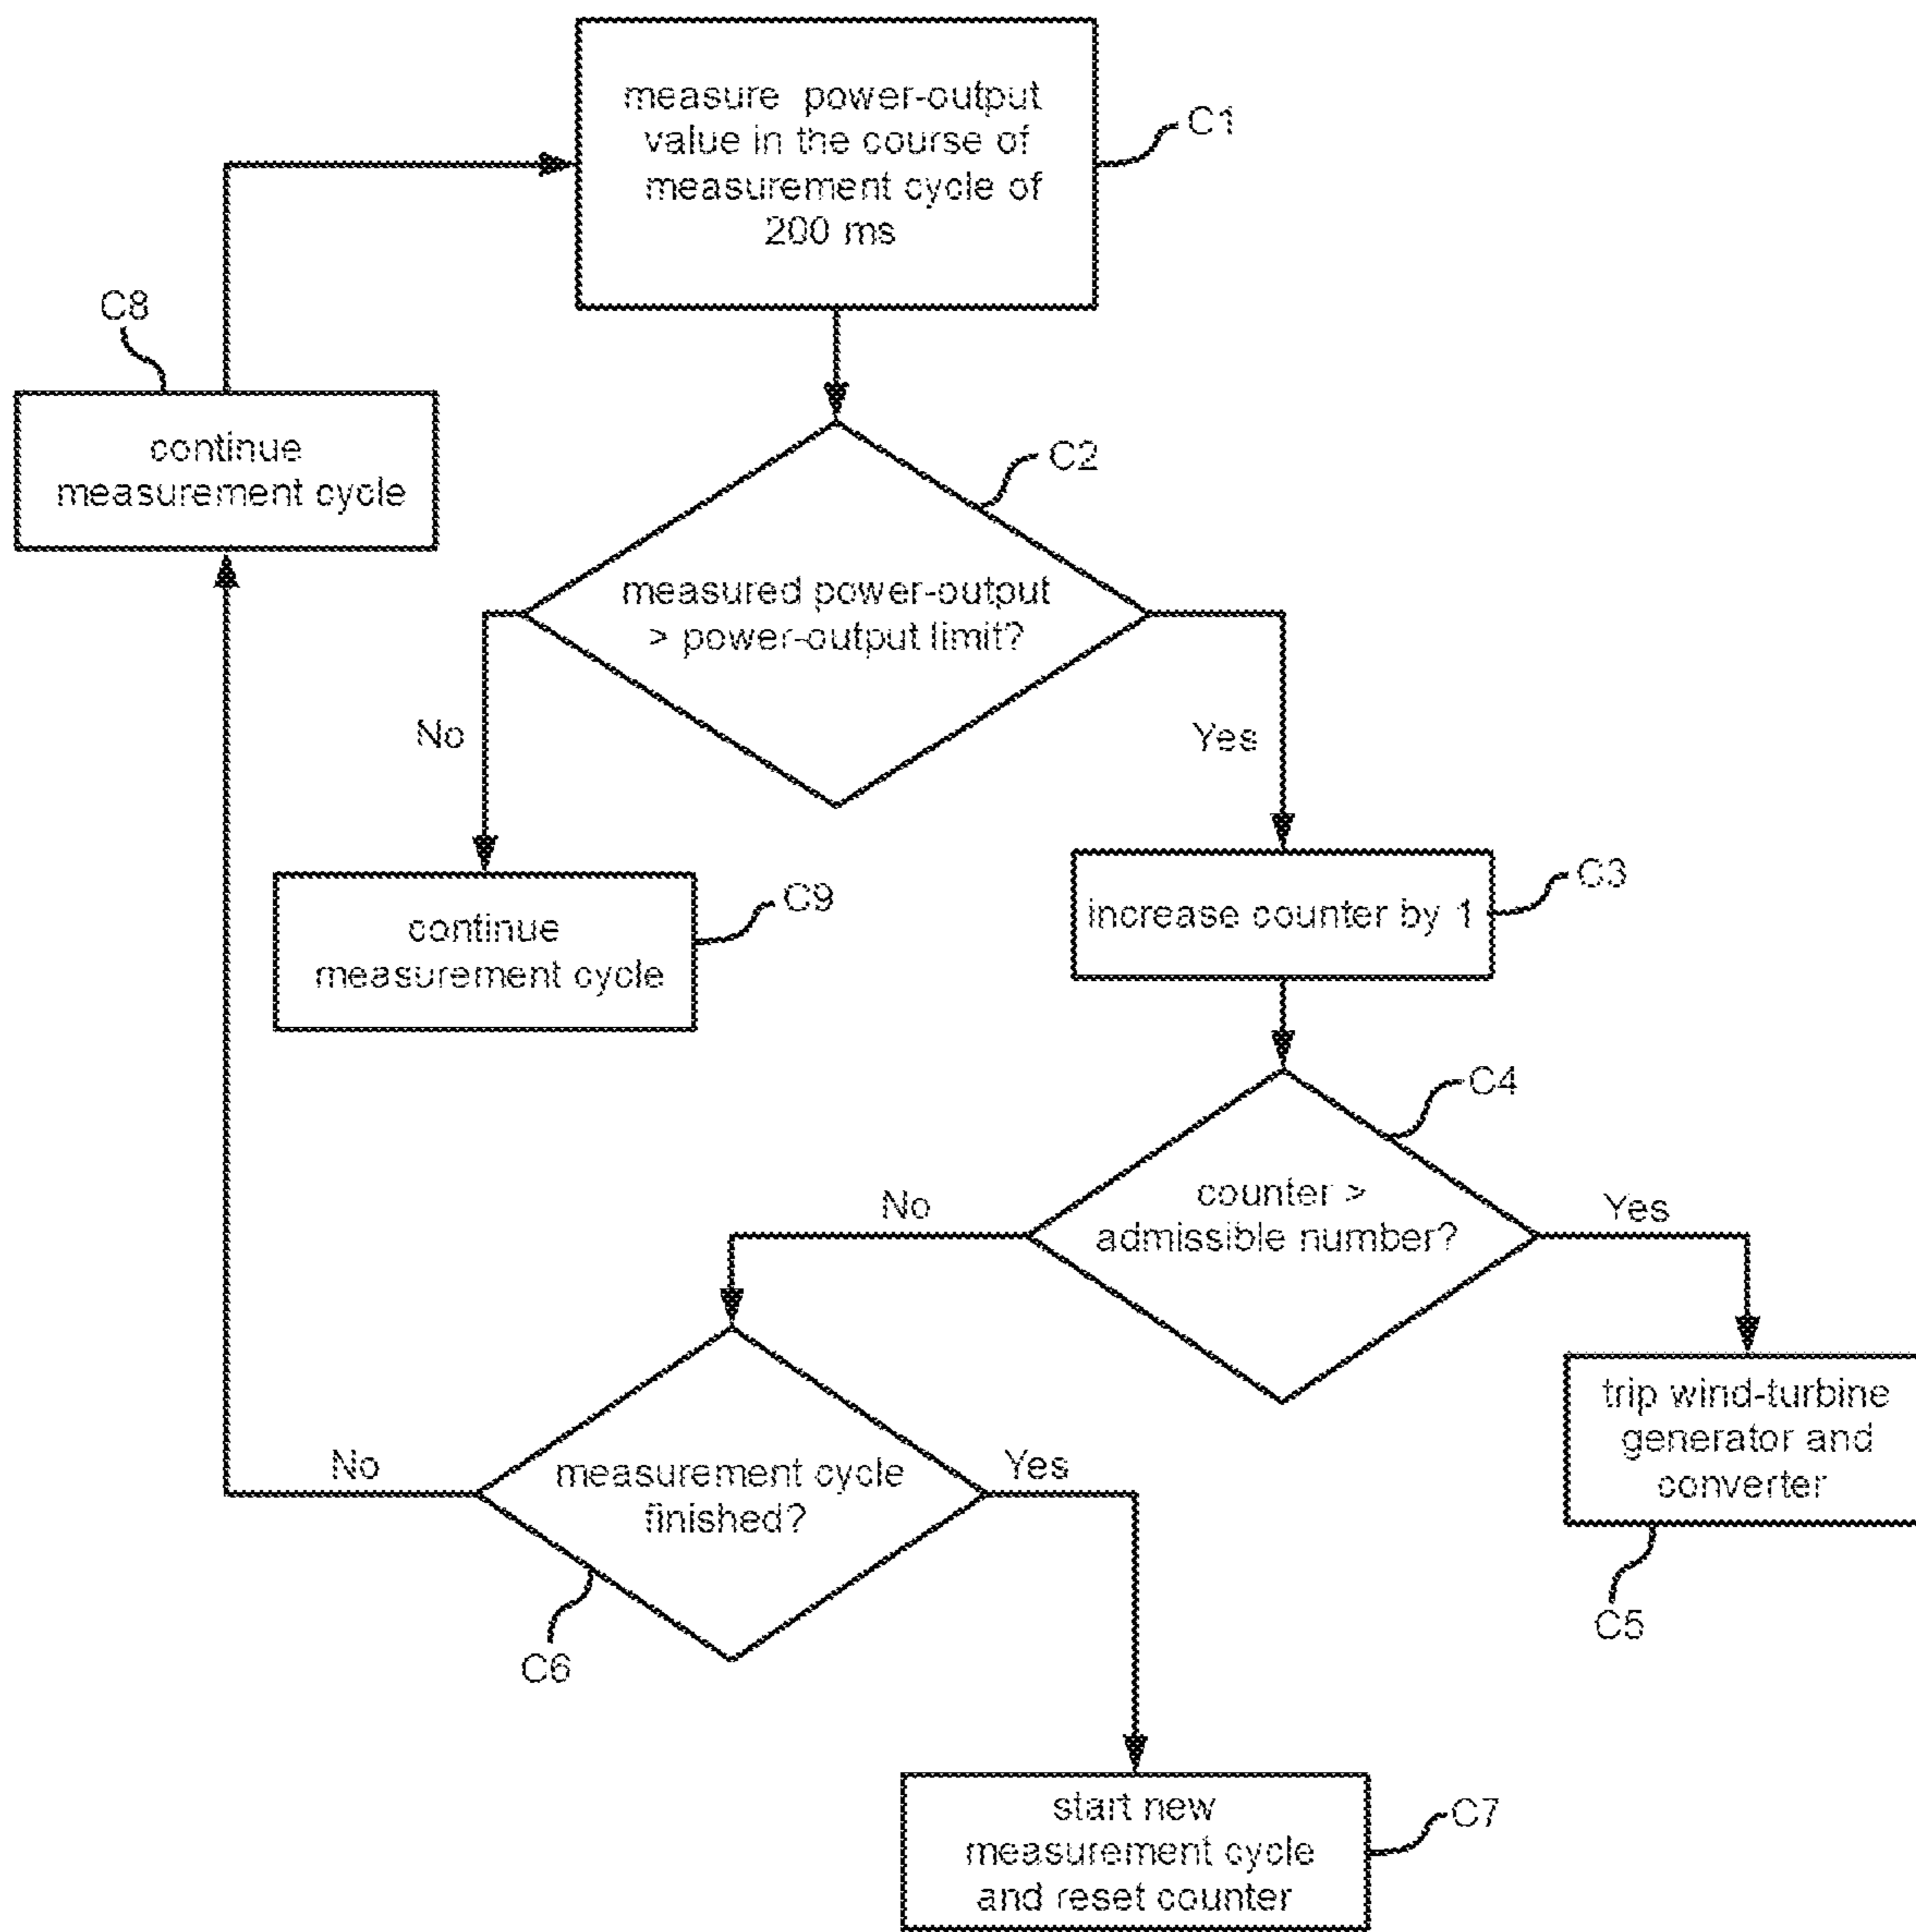 measure power-output
value in the course of
measurement cycle of
200 ms
C1
C8
continue
measurement cycle
C2
measured power-output
> power-output limit?
No
Yes
continue
measurement cycle
C9
increase counter by 1
C3
C4
counter >
admissible number?
No
Yes
trip wind-turbine
generator and
converter
C5
measurement cycle
finished?
No
Yes
C6
start new
measurement cycle
and reset counter
C7